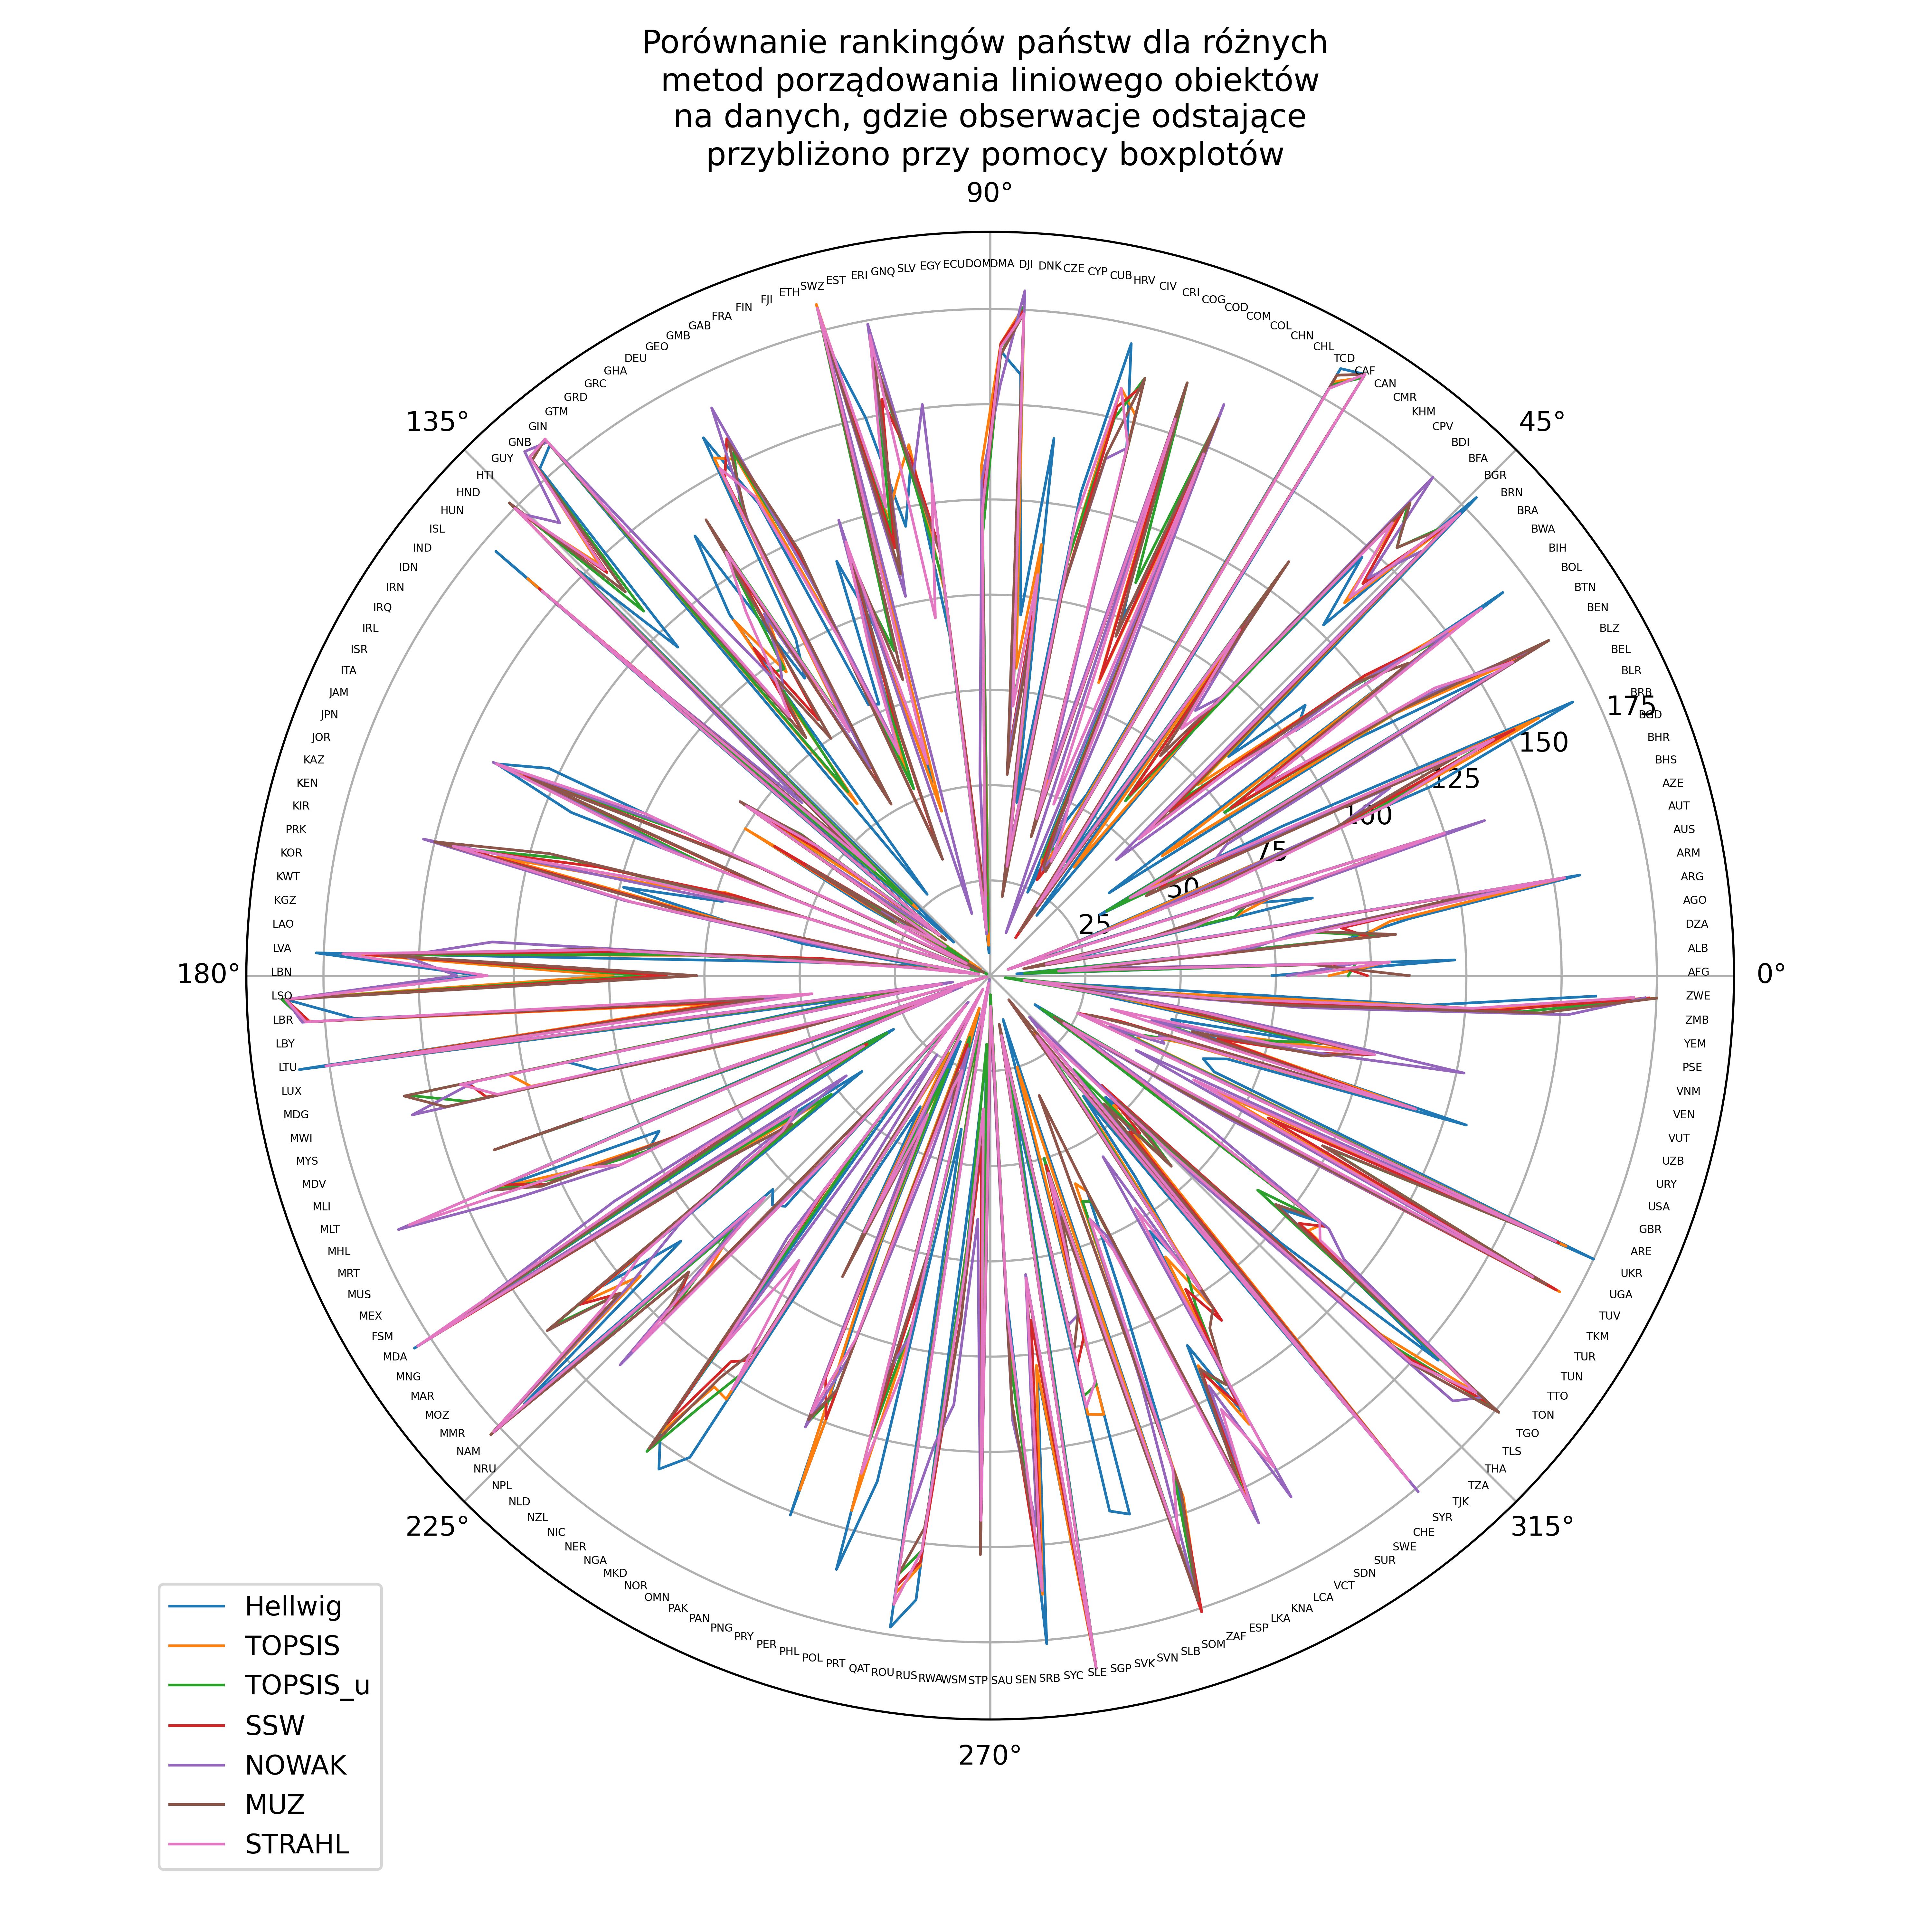 Porównanie rankingów państw dla różnych
metod porządowania liniowego obiektów
na danych, gdzie obserwacje odstające
przybliżono przy pomocy boxplotów
90°
45°
0°
315°
270°
225°
180°
135°
25
50
75
100
125
150
175
AFG
ALB
DZA
AGO
ARG
ARM
AUS
AUT
AZE
BHS
BHR
BGD
BRB
BLR
BEL
BLZ
BEN
BTN
BOL
BIH
BWA
BRA
BRN
BGR
BFA
BDI
CPV
KHM
CMR
CAN
CAF
TCD
CHL
CHN
COL
COM
COD
COG
CRI
CIV
HRV
CUB
CYP
CZE
DNK
DJI
DMA
DOM
ECU
EGY
SLV
GNQ
ERI
EST
SWZ
ETH
FJI
FIN
FRA
GAB
GMB
GEO
DEU
GHA
GRC
GRD
GTM
GIN
GNB
GUY
HTI
HND
HUN
ISL
IND
IDN
IRN
IRQ
IRL
ISR
ITA
JAM
JPN
JOR
KAZ
KEN
KIR
PRK
KOR
KWT
KGZ
LAO
LVA
LBN
LSO
LBR
LBY
LTU
LUX
MDG
MWI
MYS
MDV
MLI
MLT
MHL
MRT
MUS
MEX
FSM
MDA
MNG
MAR
MOZ
MMR
NAM
NRU
NPL
NLD
NZL
NIC
NER
NGA
MKD
NOR
OMN
PAK
PAN
PNG
PRY
PER
PHL
POL
PRT
QAT
ROU
RUS
RWA
WSM
STP
SAU
SEN
SRB
SYC
SLE
SGP
SVK
SVN
SLB
SOM
ZAF
ESP
LKA
KNA
LCA
VCT
SDN
SUR
SWE
CHE
SYR
TJK
TZA
THA
TLS
TGO
TON
TTO
TUN
TUR
TKM
TUV
UGA
UKR
ARE
GBR
USA
URY
UZB
VUT
VEN
VNM
PSE
YEM
ZMB
ZWE
Hellwig
TOPSIS
TOPSIS_u
SSW
NOWAK
MUZ
STRAHL